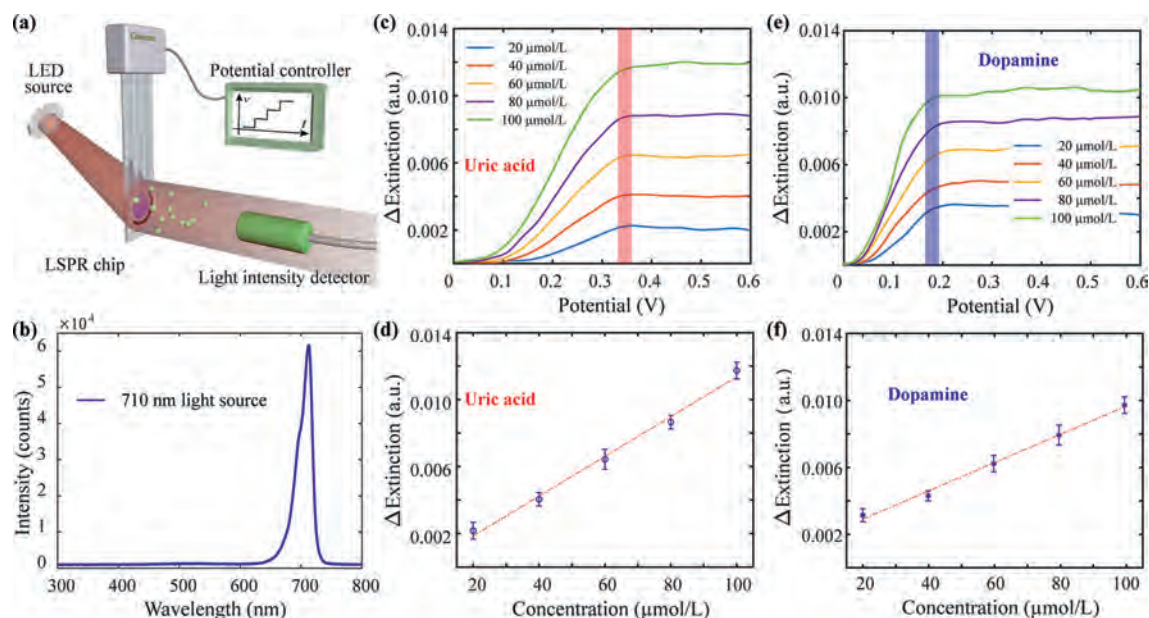 (a)
LED
source
Potential controller
v
t
LSPR chip
Light intensity detector
(b)
×10⁴
6
5
4
3
2
1
0
Intensity (counts)
710 nm light source
300 400 500 600 700 800
Wavelength (nm)
(c)
0.014
0.010
0.006
0.002
ΔExtinction (a.u.)
20 μmol/L
40 μmol/L
60 μmol/L
80 μmol/L
100 μmol/L
Uric acid
0 0.1 0.2 0.3 0.4 0.5 0.6
Potential (V)
(d)
0.014
0.010
0.006
0.002
ΔExtinction (a.u.)
Uric acid
20 40 60 80 100
Concentration (μmol/L)
(e)
0.014
0.010
0.006
0.002
ΔExtinction (a.u.)
Dopamine
20 μmol/L
40 μmol/L
60 μmol/L
80 μmol/L
100 μmol/L
0 0.1 0.2 0.3 0.4 0.5 0.6
Potential (V)
(f)
0.014
0.010
0.006
0.002
ΔExtinction (a.u.)
Dopamine
20 40 60 80 100
Concentration (μmol/L)